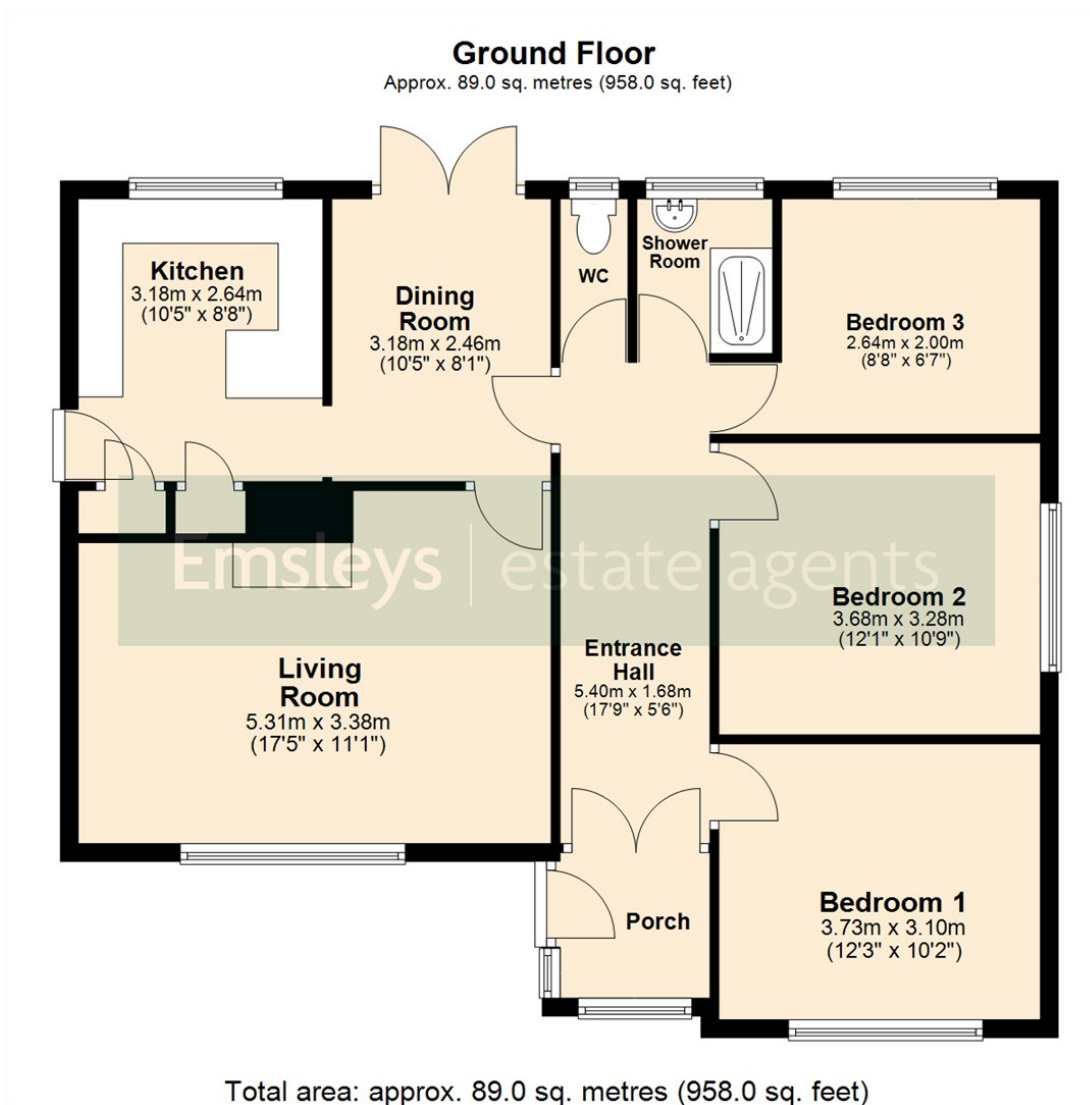 Ground Floor
Approx. 89.0 sq. metres (958.0 sq. feet)
Kitchen
3.18m x 2.64m
(10'5" x 8'8")
Dining
Room
3.18m x 2.46m
(10'5" x 8'1")
WC
Shower
Room
Bedroom 3
2.64m x 2.00m
(8'8" x 6'7")
Emsleys | estate agents
Bedroom 2
3.68m x 3.28m
(12'1" x 10'9")
Living
Room
5.31m x 3.38m
(17'5" x 11'1")
Entrance
Hall
5.40m x 1.68m
(17'9" x 5'6")
Porch
Bedroom 1
3.73m x 3.10m
(12'3" x 10'2")
Total area: approx. 89.0 sq. metres (958.0 sq. feet)